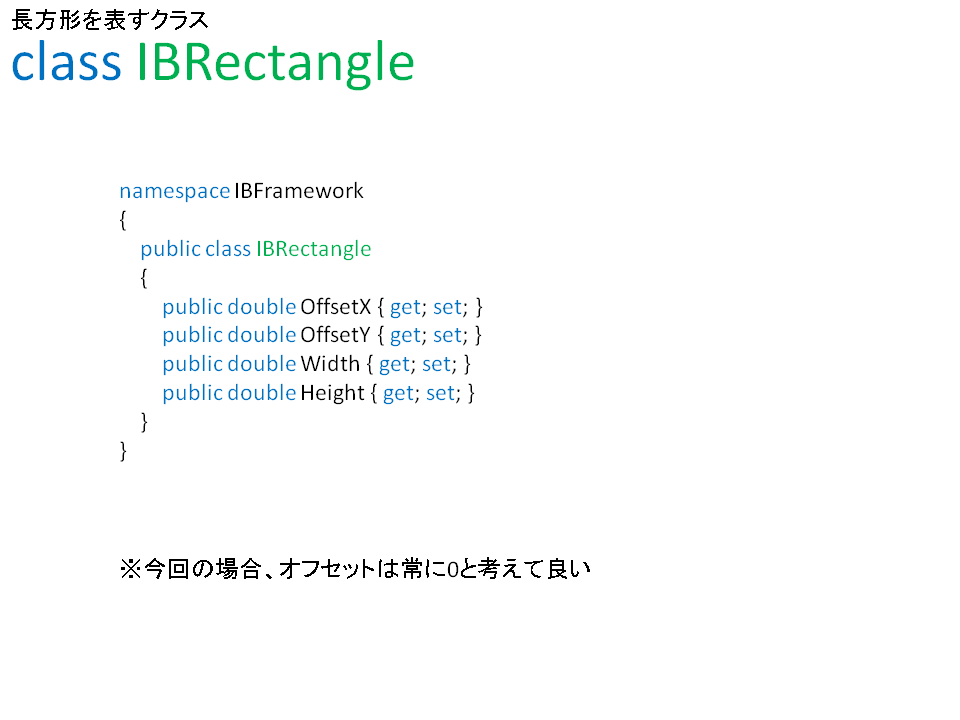 長方形を表すクラス
class IBRectangle
namespace IBFramework
{
public class IBRectangle
{
public double OffsetX { get; set; }
public double OffsetY { get; set; }
public double Width { get; set; }
public double Height { get; set; }
}
}
※今回の場合、オフセットは常に0と考えて良い